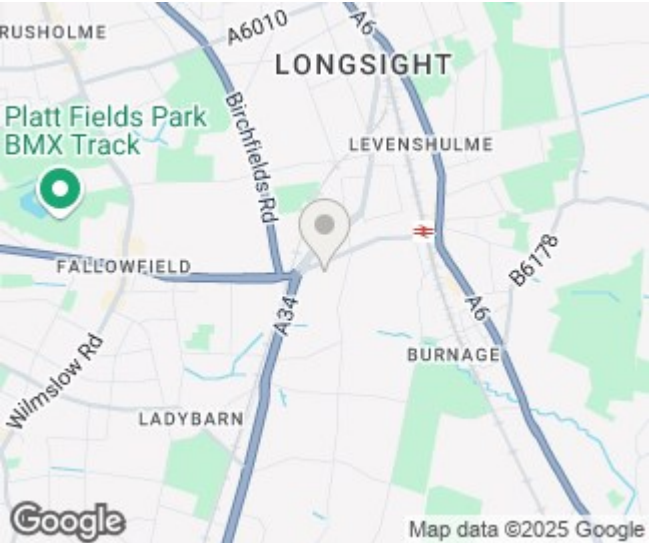 RUSHOLME
A6010
A6
LONGSIGHT
Platt Fields Park
BMX Track
Birchfields Rd
LEVENSHULME
FALLOWFIELD
B6178
A34
A6
Wilmslow Rd
BURNAGE
LADYBARN
Google
Map data ©2025 Google